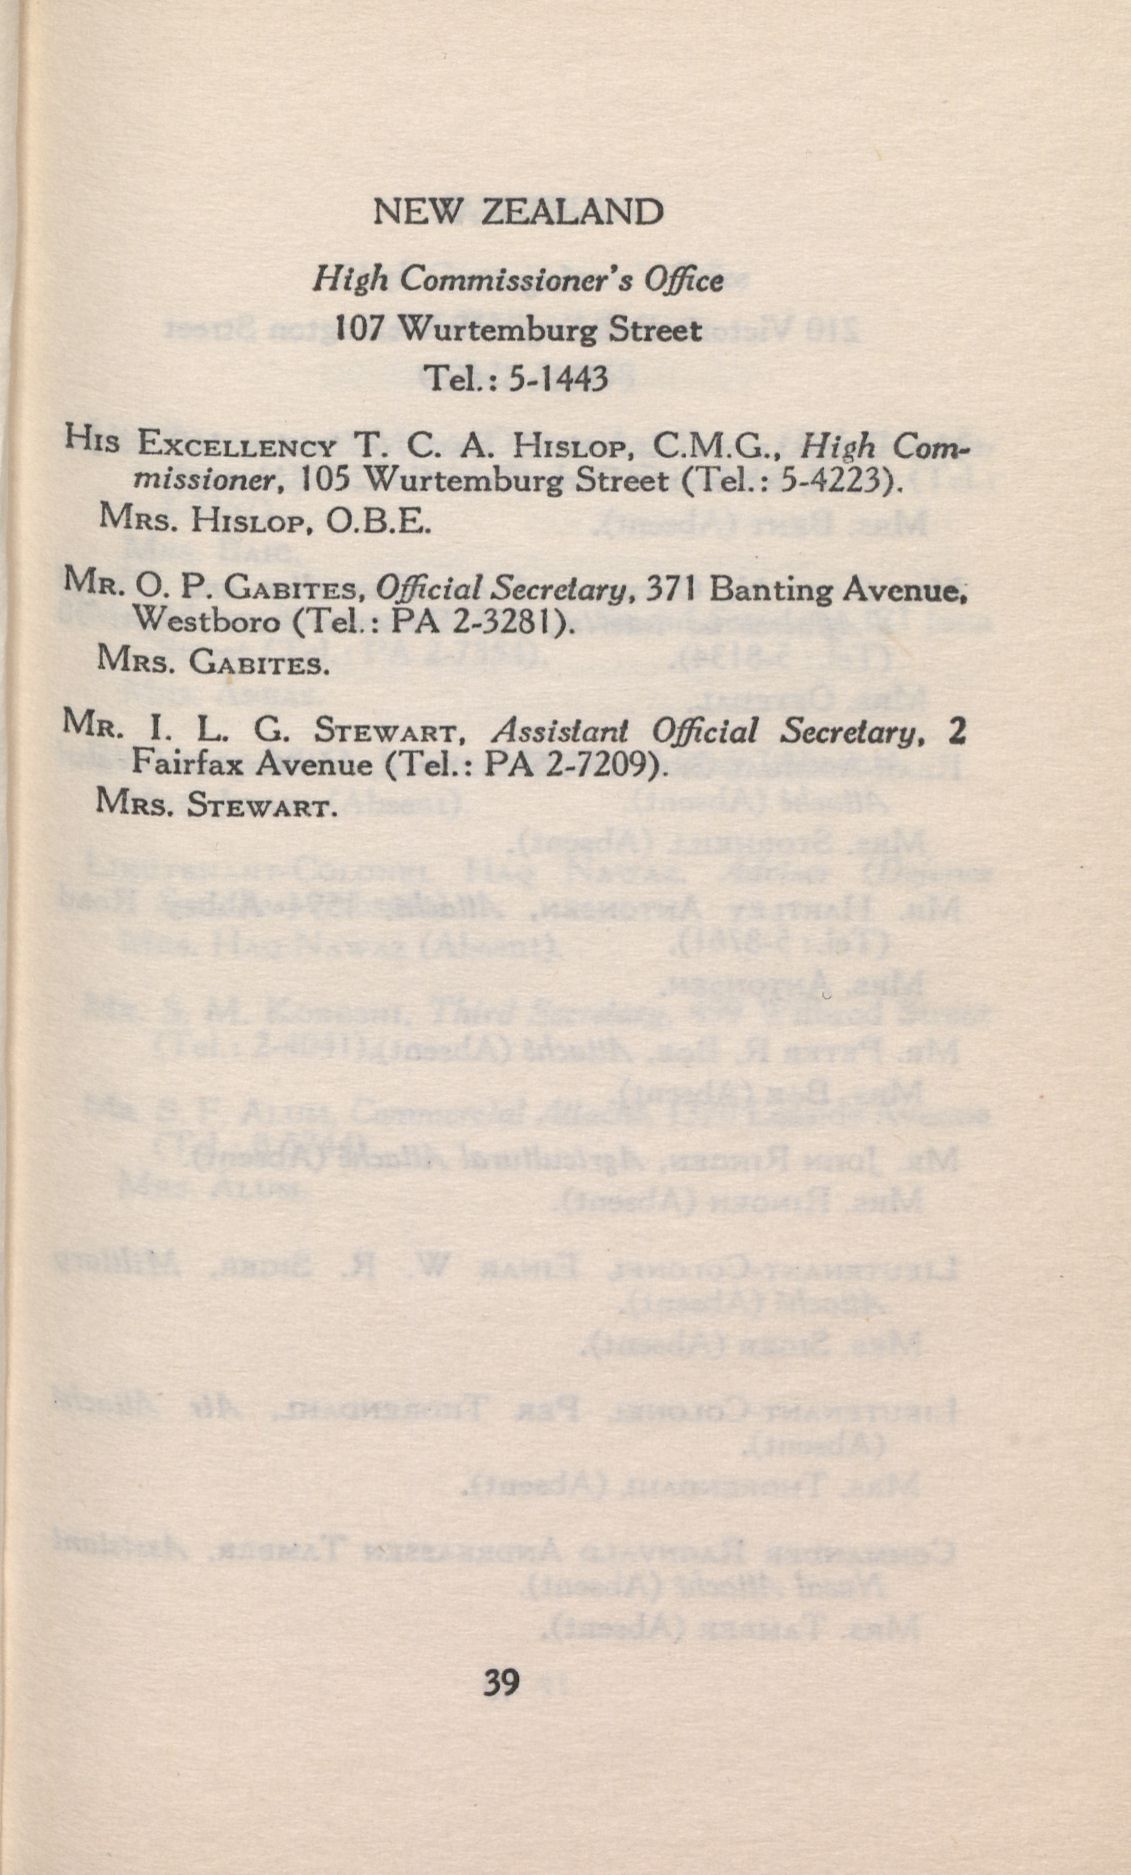 NEW ZEALAND
High Commissioner's Office
107 Wurtemburg Street
Tel.: 5-1443
His Excellency T. C. A. Hislop, C.M.G., High Com-
missioner, 105 Wurtemburg Street (Tel.: 5-4223).
Mrs. Hislop, O.B.E.
Mr. O. P. Gabites, Official Secretary, 371 Banting Avenue,
Westboro (Tel.: PA 2-3281).
Mrs. Gabites.
Mr. I. L. G. Stewart, Assistant Official Secretary, 2
Fairfax Avenue (Tel.: PA 2-7209).
Mrs. Stewart.
39